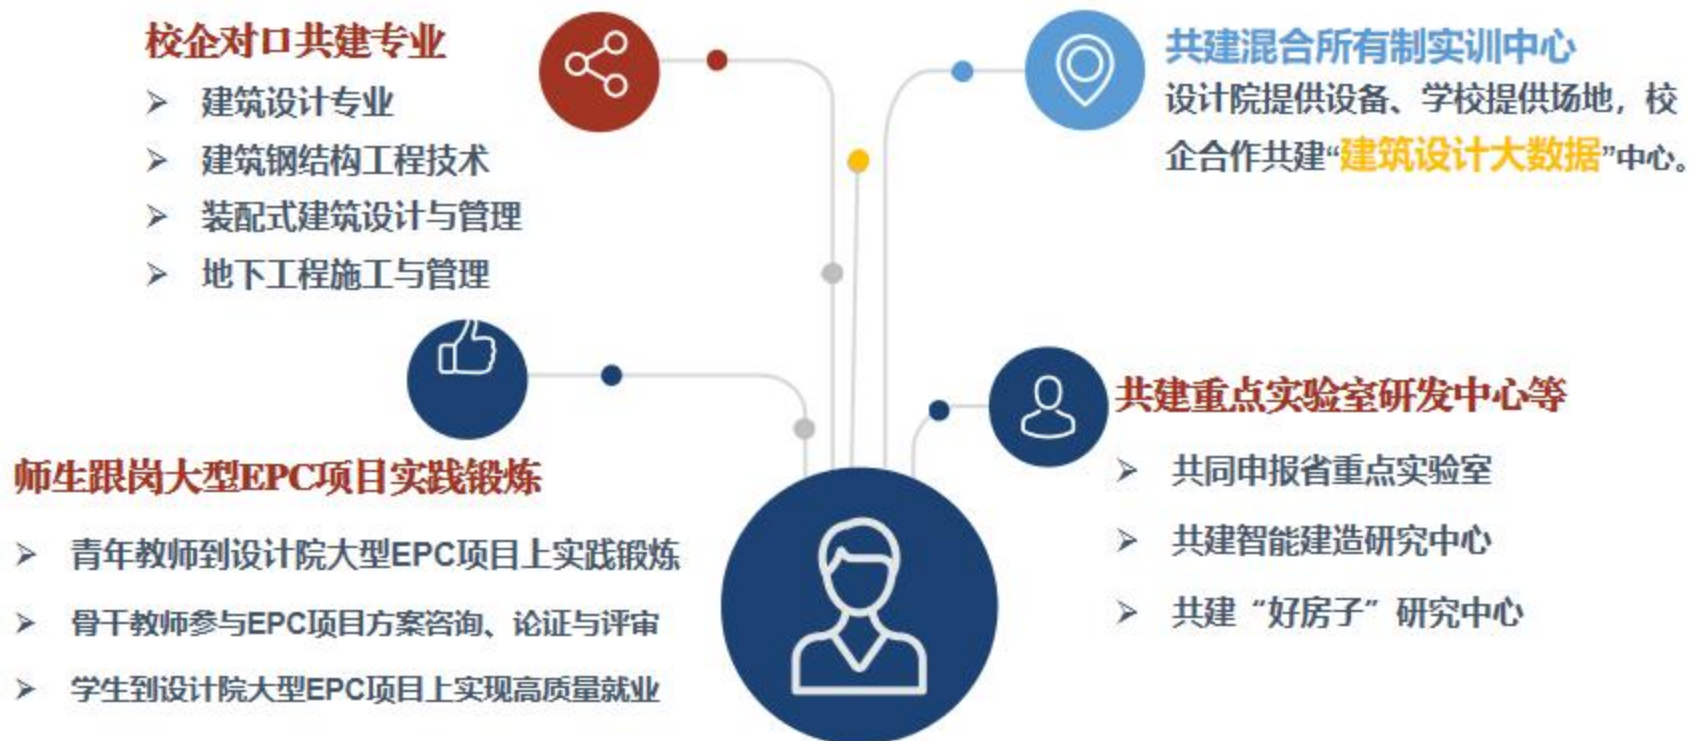 校企对口共建专业
➢ 建筑设计专业
➢ 建筑钢结构工程技术
➢ 装配式建筑设计与管理
➢ 地下工程施工与管理
共建混合所有制实训中心
设计院提供设备、学校提供场地，校
企合作共建“建筑设计大数据”中心。
师生跟岗大型EPC项目实践锻炼
➢ 青年教师到设计院大型EPC项目上实践锻炼
➢ 骨干教师参与EPC项目方案咨询、论证与评审
➢ 学生到设计院大型EPC项目上实现高质量就业
共建重点实验室研发中心等
➢ 共同申报省重点实验室
➢ 共建智能建造研究中心
➢ 共建“好房子”研究中心